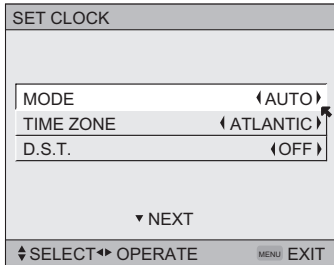 SET CLOCK
MODE AUTO
TIME ZONE ATLANTIC
D.S.T. OFF
NEXT
SELECT OPERATE MENU EXIT